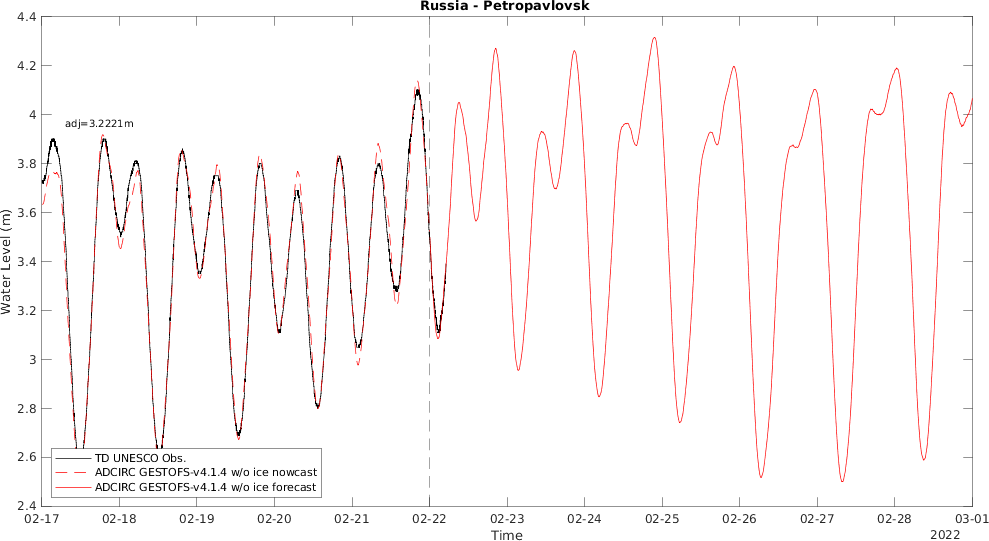 Russia - Petropavlovsk
4.4
4.2
4
3.8
3.6
3.4
3.2
3
2.8
2.6
2.4
Water Level (m)
adj=3.2221m
TD UNESCO Obs.
ADCIRC GESTOFS-v4.1.4 w/o ice nowcast
ADCIRC GESTOFS-v4.1.4 w/o ice forecast
02-17 02-18 02-19 02-20 02-21 02-22 02-23 02-24 02-25 02-26 02-27 02-28 03-01
Time
2022